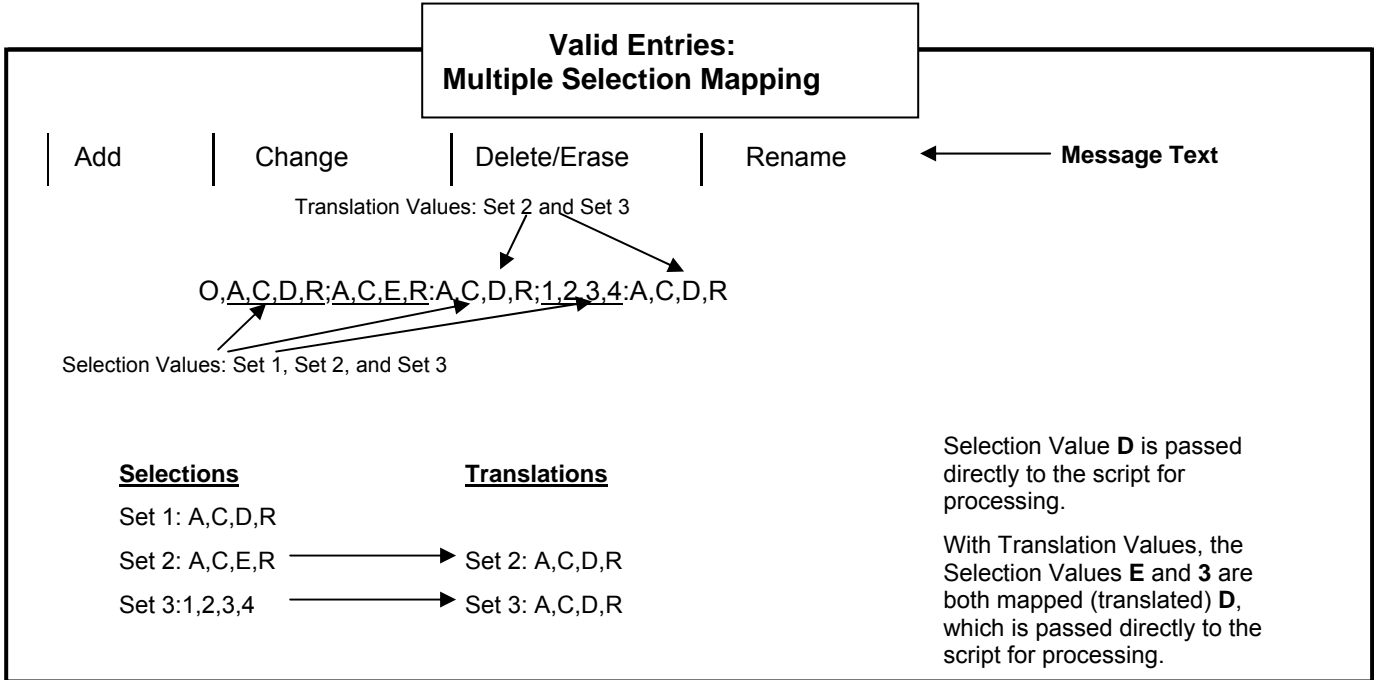 Valid Entries:
Multiple Selection Mapping
Add Change Delete/Erase Rename Message Text
Translation Values: Set 2 and Set 3
O,A,C,D,R;A,C,E,R:A,C,D,R;1,2,3,4:A,C,D,R
Selection Values: Set 1, Set 2, and Set 3
Selections Translations
Set 1: A,C,D,R
Set 2: A,C,E,R Set 2: A,C,D,R
Set 3:1,2,3,4 Set 3: A,C,D,R
Selection Value D is passed
directly to the script for
processing.
With Translation Values, the
Selection Values E and 3 are
both mapped (translated) D,
which is passed directly to the
script for processing.